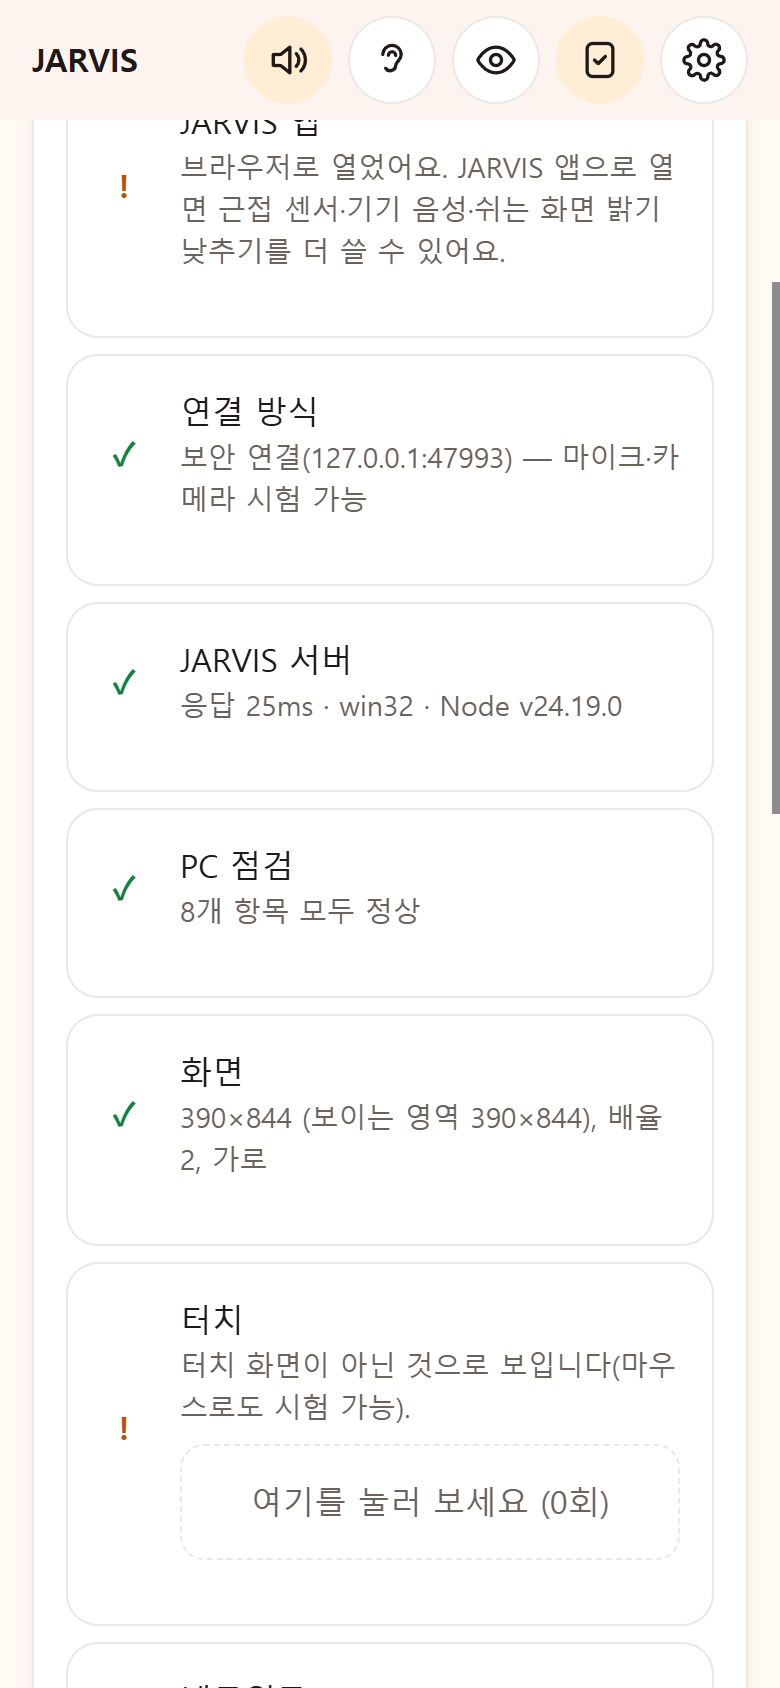 JARVIS
JARVIS 앱
!
브라우저로 열었어요. JARVIS 앱으로 열
면 근접 센서·기기 음성·쉬는 화면 밝기
낮추기를 더 쓸 수 있어요.
연결 방식
✓
보안 연결(127.0.0.1:47993) — 마이크·카
메라 시험 가능
JARVIS 서버
✓
응답 25ms · win32 · Node v24.19.0
PC 점검
✓
8개 항목 모두 정상
화면
✓
390×844 (보이는 영역 390×844), 배율
2, 가로
터치
터치 화면이 아닌 것으로 보입니다(마우
스로도 시험 가능).
!
여기를 눌러 보세요 (0회)